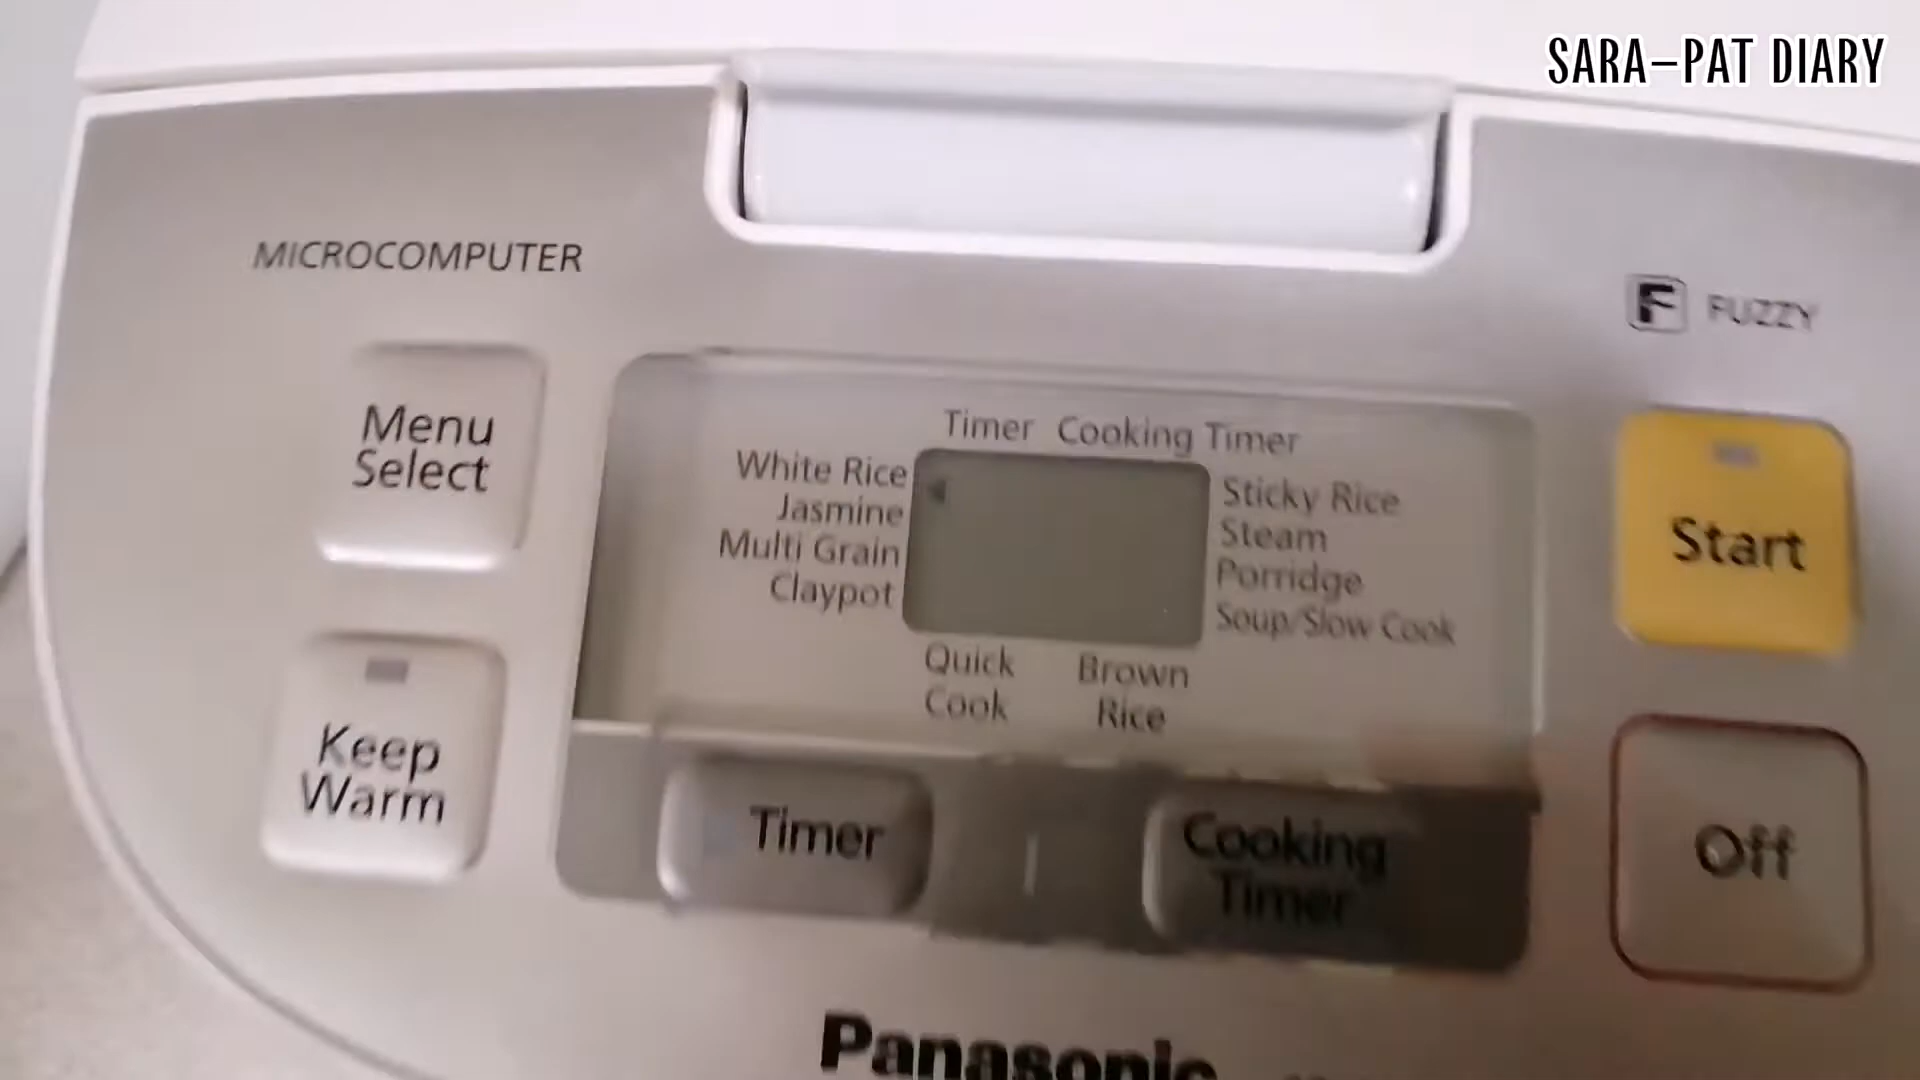 SARA-PAT DIARY
MICROCOMPUTER
F FUZZY
Menu
Select
Timer Cooking Timer
White Rice
Jasmine
Multi Grain
Claypot
Sticky Rice
Steam
Porridge
Soup/Slow Cook
Quick
Cook
Brown
Rice
Start
Keep
Warm
Timer
Cooking
Timer
Off
Panasonic